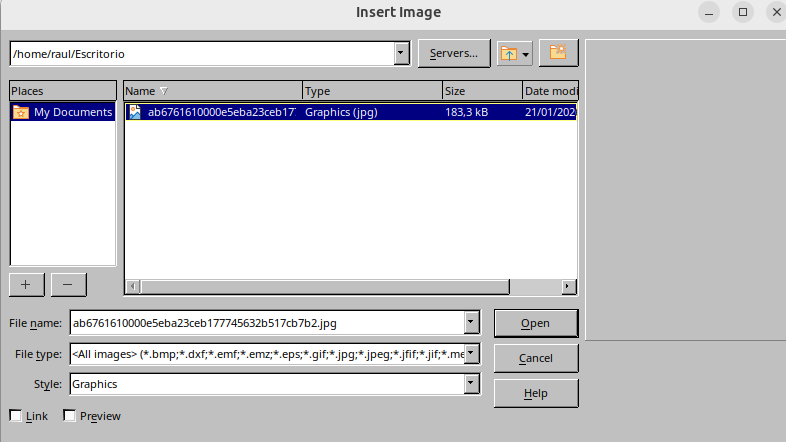 Insert Image
/home/raul/Escritorio
Servers...
Places
Name Type Size Date modi
My Documents
ab6761610000e5eba23ceb17 Graphics (jpg) 183,3 kB 21/01/202
File name: ab6761610000e5eba23ceb177745632b517cb7b2.jpg
Open
File type: <All images> (*.bmp;*.dxf;*.emf;*.emz;*.eps;*.gif;*.jpg;*.jpeg;*.jfif;*.jif;*.me
Cancel
Style: Graphics
Help
Link Preview